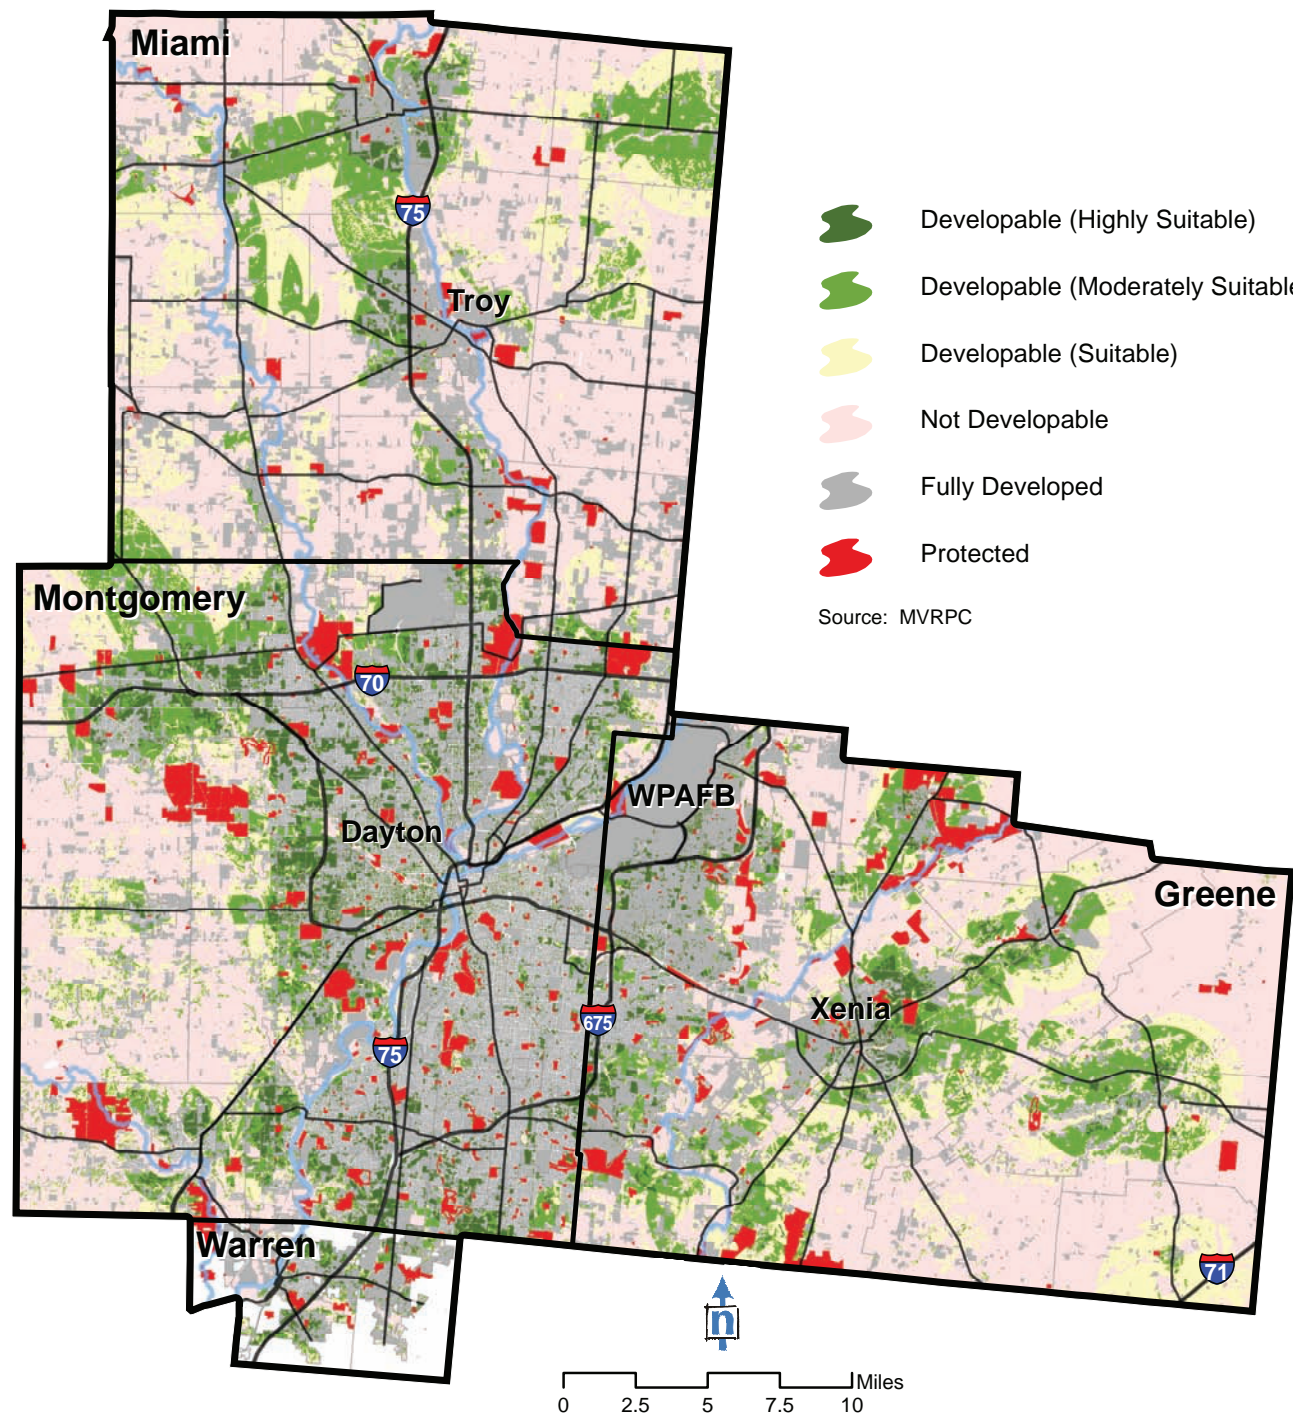 Miami
75
Troy
Developable (Highly Suitable)
Developable (Moderately Suitable
Developable (Suitable)
Not Developable
Fully Developed
Protected
Source: MVRPC
Montgomery
70
WPAFB
Dayton
Greene
Xenia
675
75
Warren
71
n
Miles
0 2.5 5 7.5 10